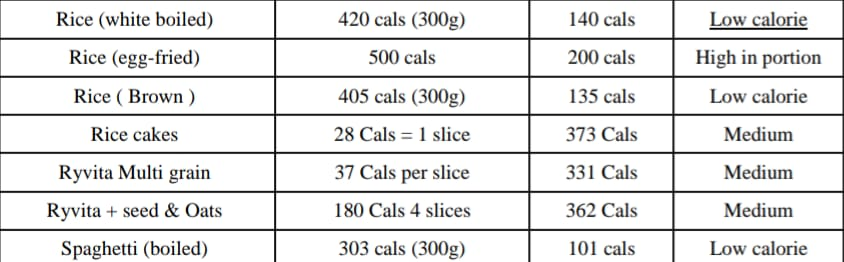 Rice (white boiled) 420 cals (300g) 140 cals Low calorie
Rice (egg-fried) 500 cals 200 cals High in portion
Rice ( Brown ) 405 cals (300g) 135 cals Low calorie
Rice cakes 28 Cals = 1 slice 373 Cals Medium
Ryvita Multi grain 37 Cals per slice 331 Cals Medium
Ryvita + seed & Oats 180 Cals 4 slices 362 Cals Medium
Spaghetti (boiled) 303 cals (300g) 101 cals Low calorie